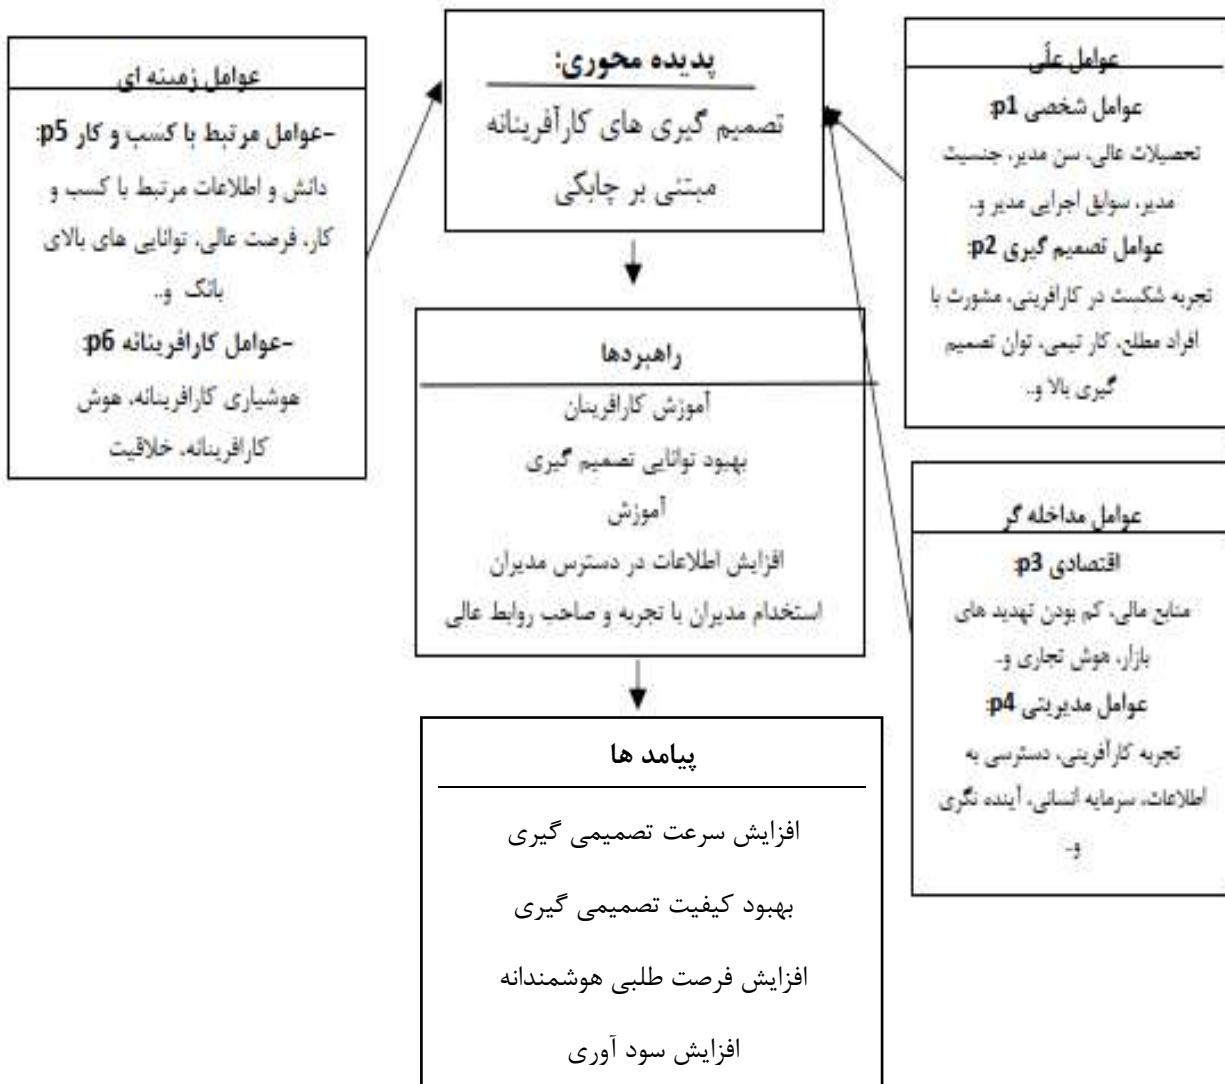 پدیده محوری:
تصمیم گیری های کارآفرینانه
مبتنی بر چابکی
عوامل علّی
عوامل شخصی p1:
تحصیلات عالی، سن مدیر، جنسیت
مدیر، سوابق اجرایی مدیر و..
عوامل تصمیم گیری p2:
تجربه شکست در کارافرینی، مشورت با
افراد مطلع، کار تیمی، توان تصمیم
گیری بالا و..
عوامل زمینه ای
-عوامل مرتبط با کسب و کار p5:
دانش و اطلاعات مرتبط با کسب و
کار، فرصت عالی، توانایی های بالای
بانک و..
-عوامل کارافرینانه p6:
هوشیاری کارافرینانه، هوش
کارافرینانه، خلاقیت
راهبردها
آموزش کارافرینان
بهبود توانایی تصمیم گیری
آموزش
افزایش اطلاعات در دسترس مدیران
استخدام مدیران با تجربه و صاحب روابط عالی
عوامل مداخله گر
اقتصادی p3:
منابع مالی، کم بودن تهدید های
بازار، هوش تجاری و..
عوامل مدیریتی p4:
تجربه کارآفرینی، دسترسی به
اطلاعات، سرمایه انسانی، آینده نگری
و..
پیامد ها
افزایش سرعت تصمیمی گیری
بهبود کیفیت تصمیمی گیری
افزایش فرصت طلبی هوشمندانه
افزایش سود آوری